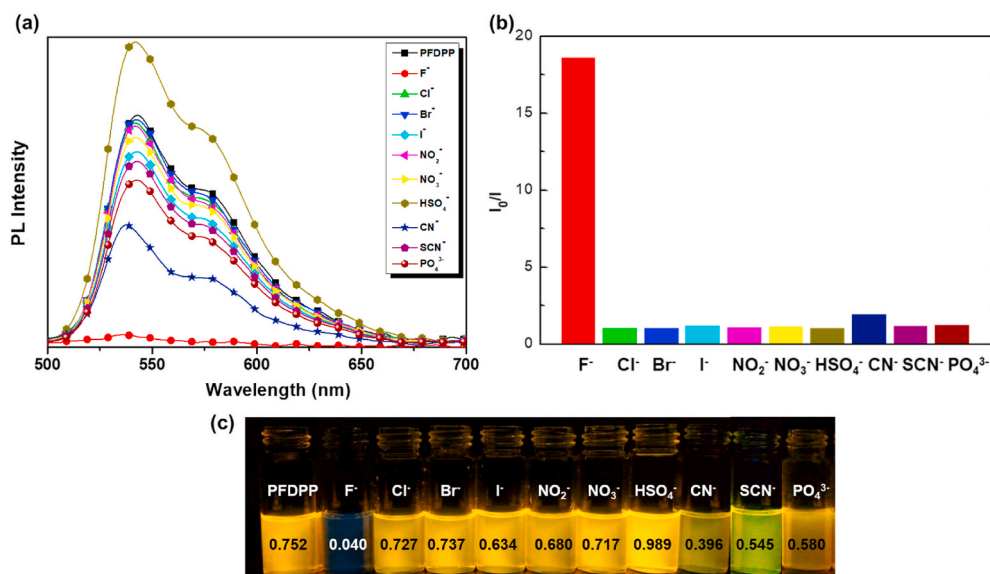 (a)
PL Intensity
PFDPP
F⁻
Cl⁻
Br⁻
I⁻
NO₂⁻
NO₃⁻
HSO₄⁻
CN⁻
SCN⁻
PO₄³⁻
500 550 600 650 700
Wavelength (nm)
(b)
I₀/I
20
15
10
5
0
F⁻ Cl⁻ Br⁻ I⁻ NO₂⁻ NO₃⁻ HSO₄⁻ CN⁻ SCN⁻ PO₄³⁻
(c)
PFDPP F⁻ Cl⁻ Br⁻ I⁻ NO₂⁻ NO₃⁻ HSO₄⁻ CN⁻ SCN⁻ PO₄³⁻
0.752 0.040 0.727 0.737 0.634 0.680 0.717 0.989 0.396 0.545 0.580